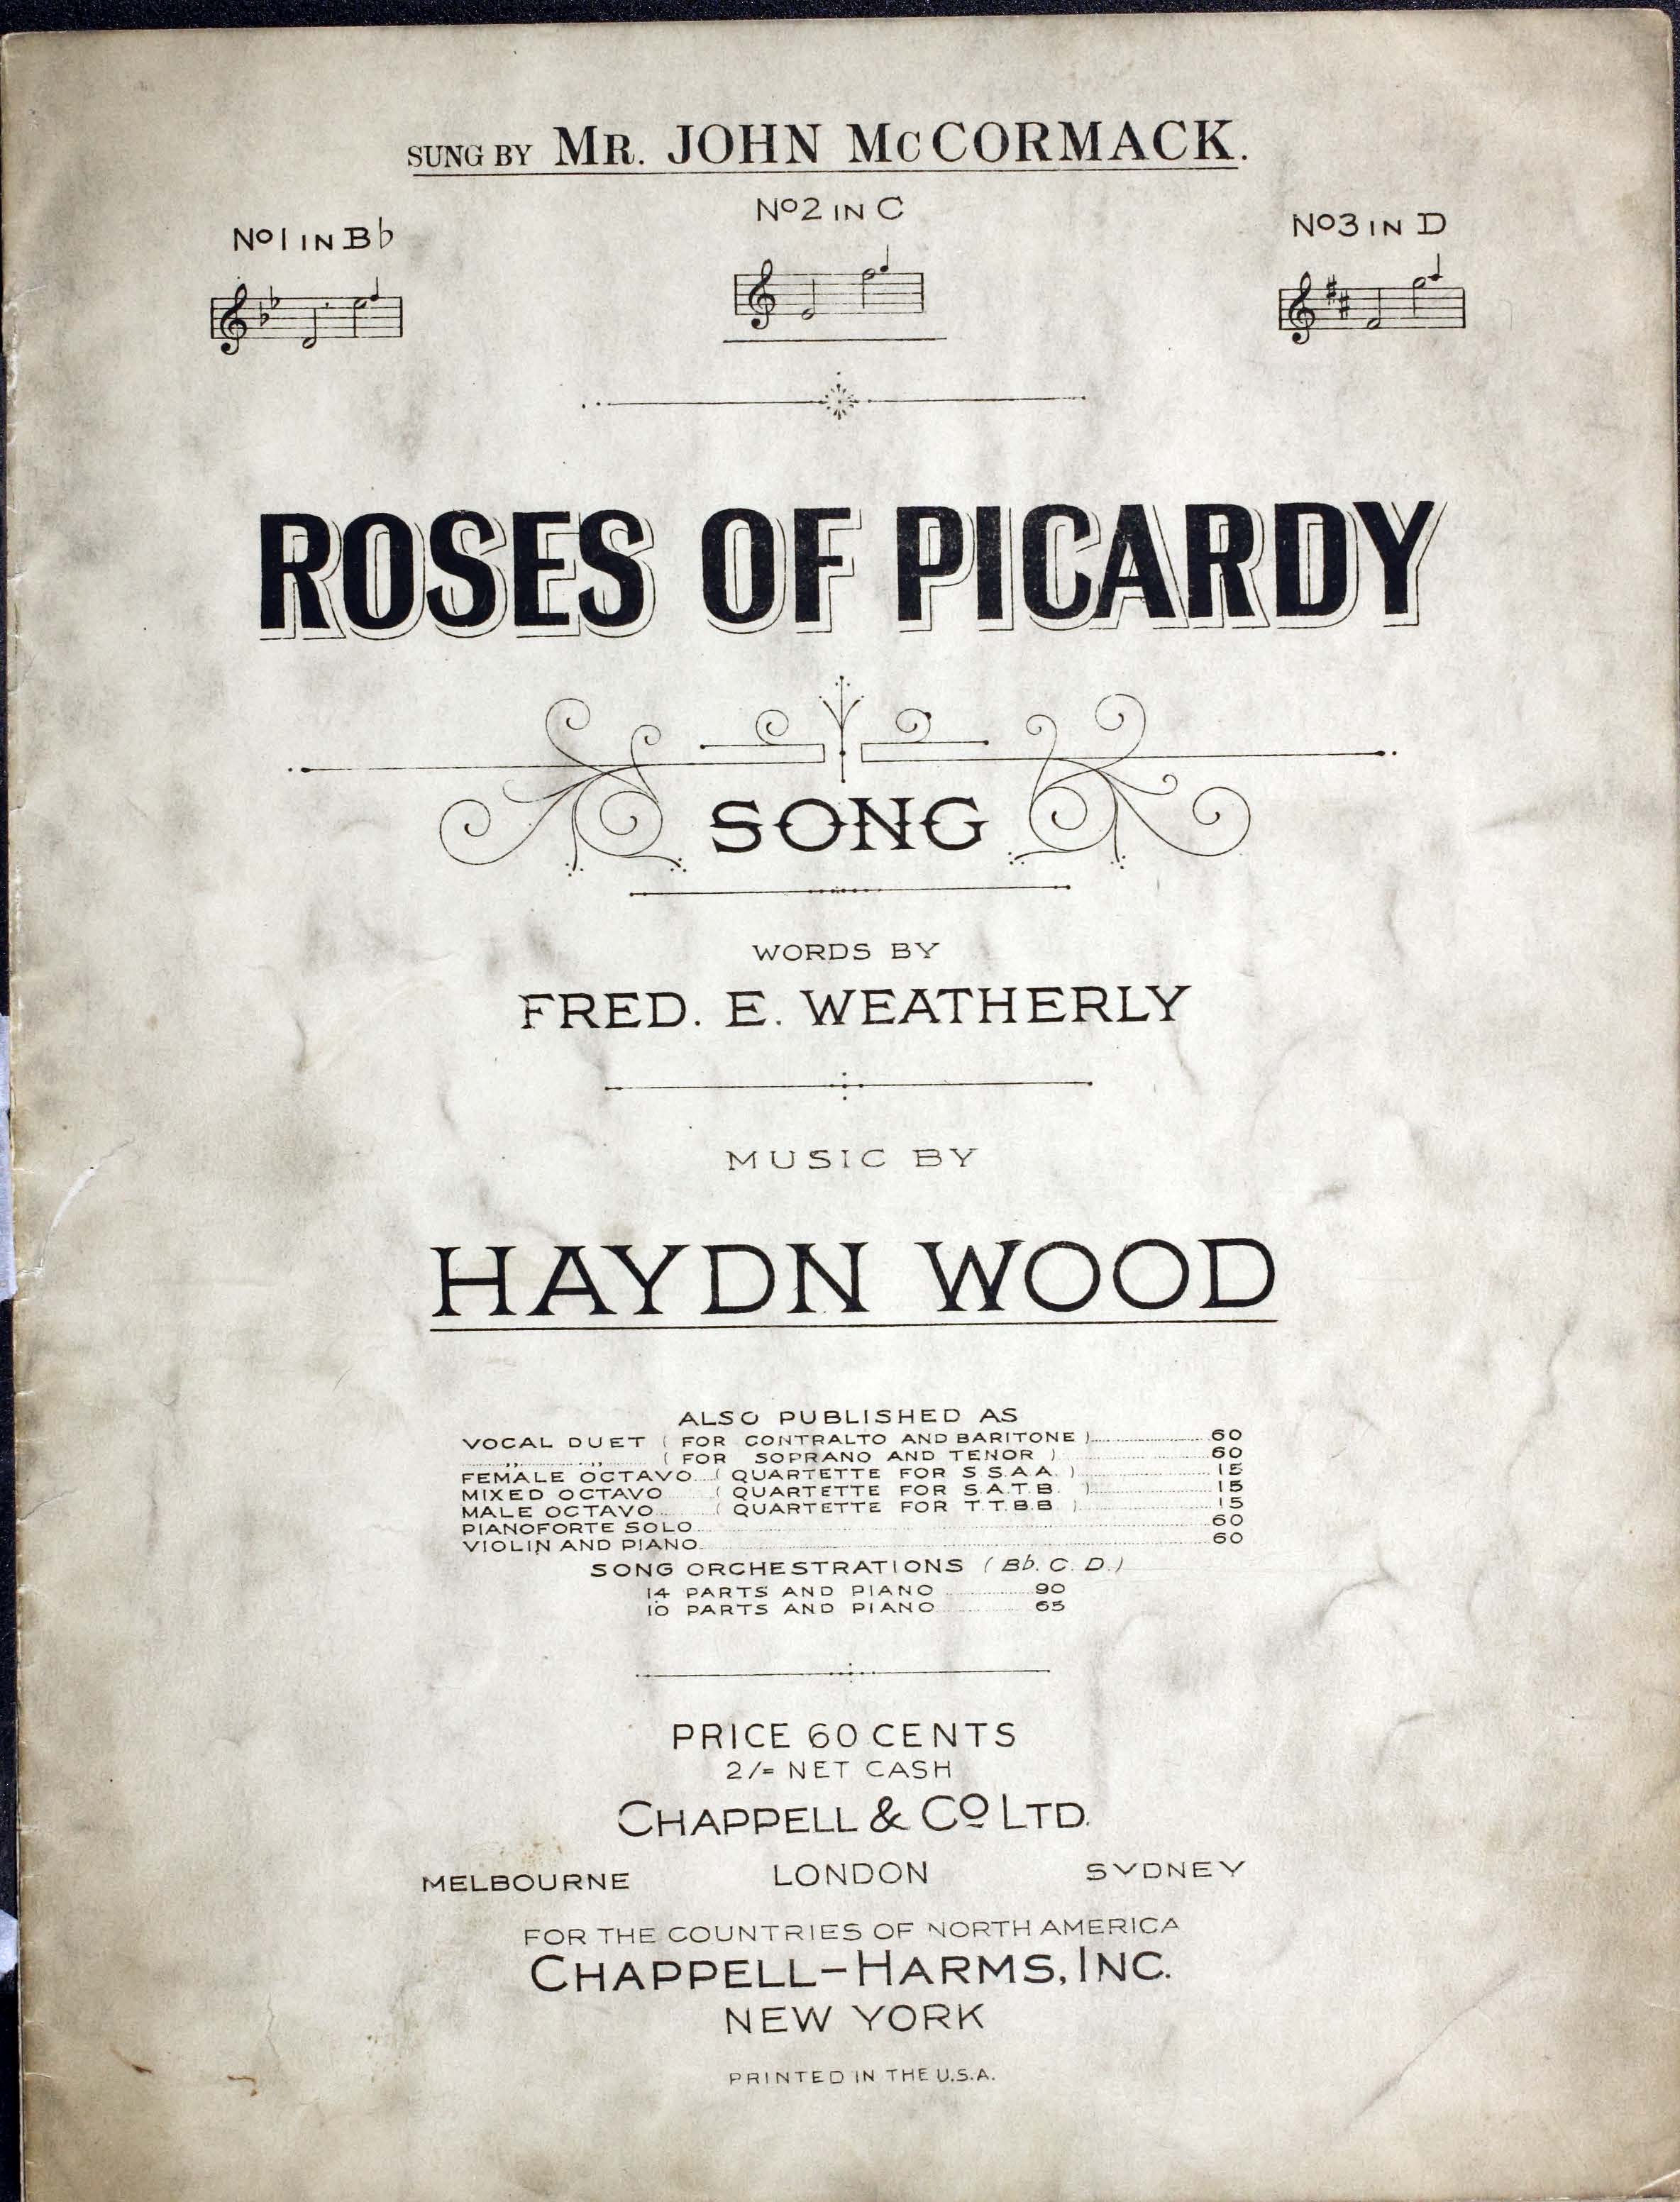 SUNG BY MR. JOHN McCORMACK.
No1 IN B♭
No2 IN C
No3 IN D
ROSES OF PICARDY
SONG
WORDS BY
FRED. E. WEATHERLY
MUSIC BY
HAYDN WOOD
ALSO PUBLISHED AS
VOCAL DUET ( FOR CONTRALTO AND BARITONE ) 60
,, ,, ( FOR SOPRANO AND TENOR ) 60
FEMALE OCTAVO ( QUARTETTE FOR S.S.A.A. ) 15
MIXED OCTAVO ( QUARTETTE FOR S.A.T.B. ) 15
MALE OCTAVO ( QUARTETTE FOR T.T.B.B ) 15
PIANOFORTE SOLO 60
VIOLIN AND PIANO 60
SONG ORCHESTRATIONS ( B♭. C. D. )
14 PARTS AND PIANO 90
10 PARTS AND PIANO 65
PRICE 60 CENTS
2/= NET CASH
CHAPPELL & CO LTD.
MELBOURNE LONDON SYDNEY
FOR THE COUNTRIES OF NORTH AMERICA
CHAPPELL-HARMS, INC.
NEW YORK
PRINTED IN THE U.S.A.